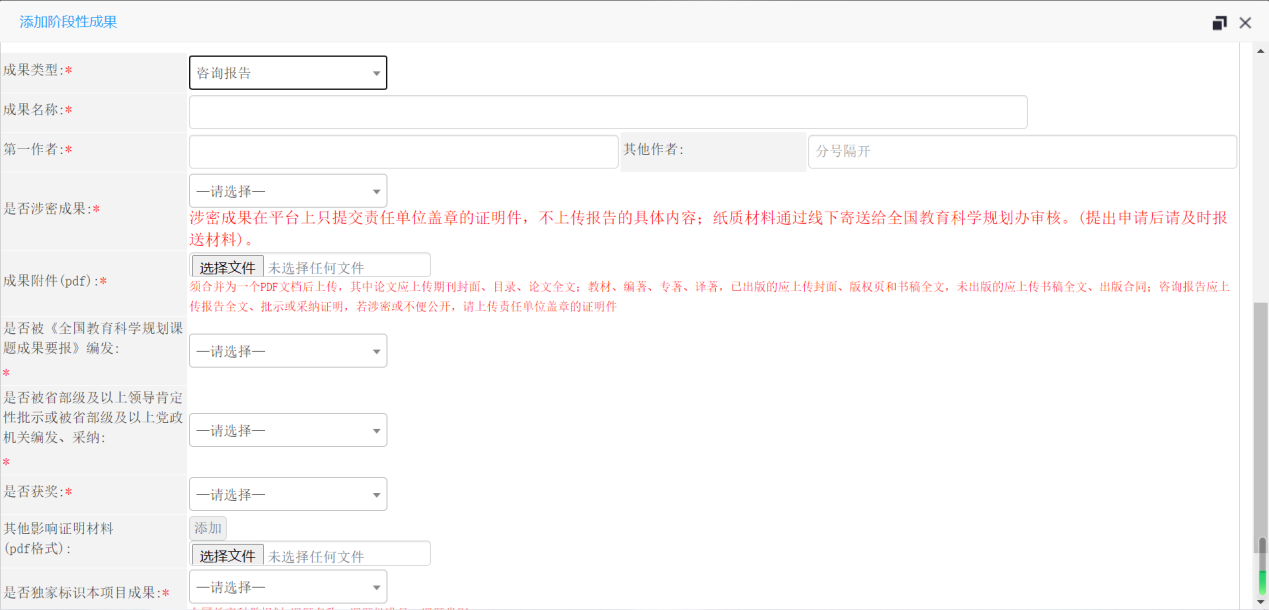 添加阶段性成果
成果类型:*
咨询报告
成果名称:*
第一作者:*
其他作者:
分号隔开
是否涉密成果:*
—请选择—
涉密成果在平台上只提交责任单位盖章的证明件，不上传报告的具体内容；纸质材料通过线下寄送给全国教育科学规划办审核。(提出申请后请及时报
送材料)。
成果附件(pdf):*
选择文件 未选择任何文件
须合并为一个PDF文档后上传，其中论文应上传期刊封面、目录、论文全文；教材、编著、专著、译著，已出版的应上传封面、版权页和书稿全文，未出版的应上传书稿全文、出版合同；咨询报告应上
传报告全文、批示或采纳证明，若涉密或不便公开，请上传责任单位盖章的证明件
是否被《全国教育科学规划课
题成果要报》编发:
*
—请选择—
是否被省部级及以上领导肯定
性批示或被省部级及以上党政
机关编发、采纳:
*
—请选择—
是否获奖:*
—请选择—
其他影响证明材料
(pdf格式):
添加
选择文件 未选择任何文件
是否独家标识本项目成果:*
—请选择—